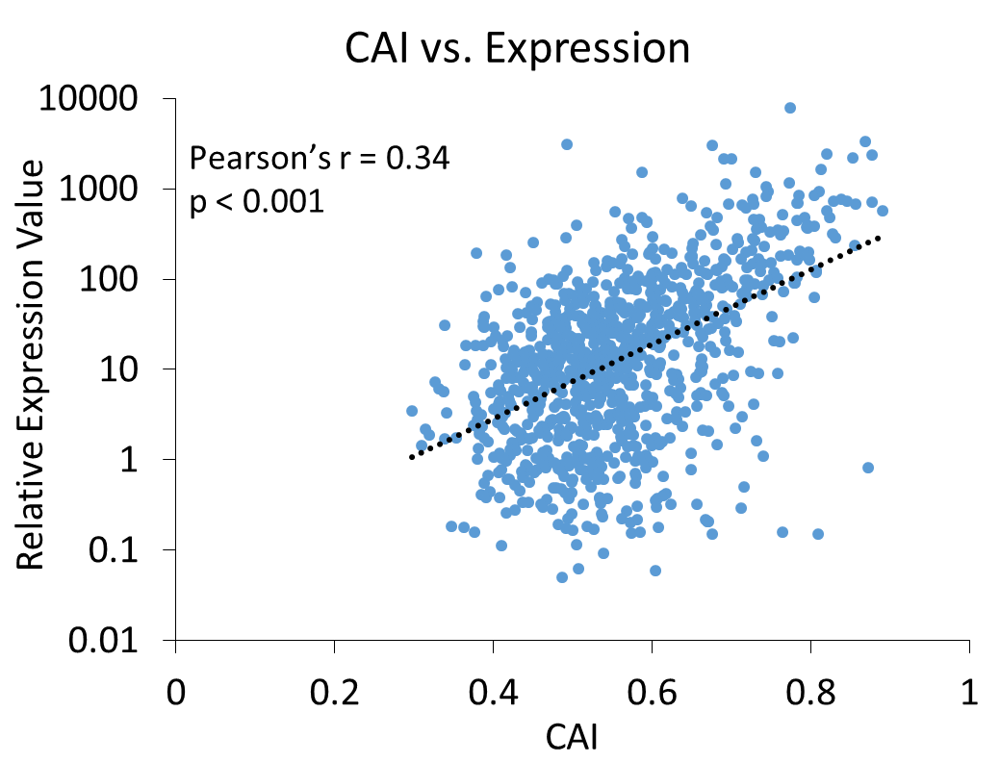 CAI vs. Expression
Pearson’s r = 0.34
p < 0.001
Relative Expression Value
10000
1000
100
10
1
0.1
0.01
0 0.2 0.4 0.6 0.8 1
CAI